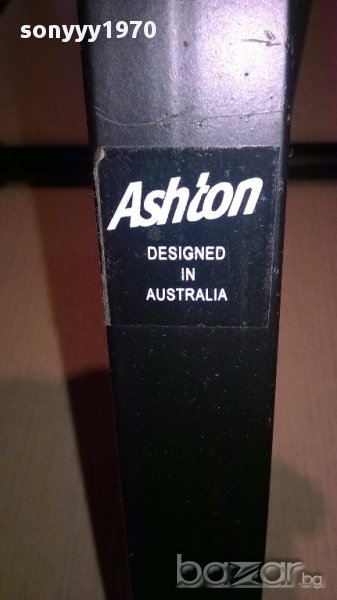 sonyyy1970
Ashton
DESIGNED
IN
AUSTRALIA
bazar.bg